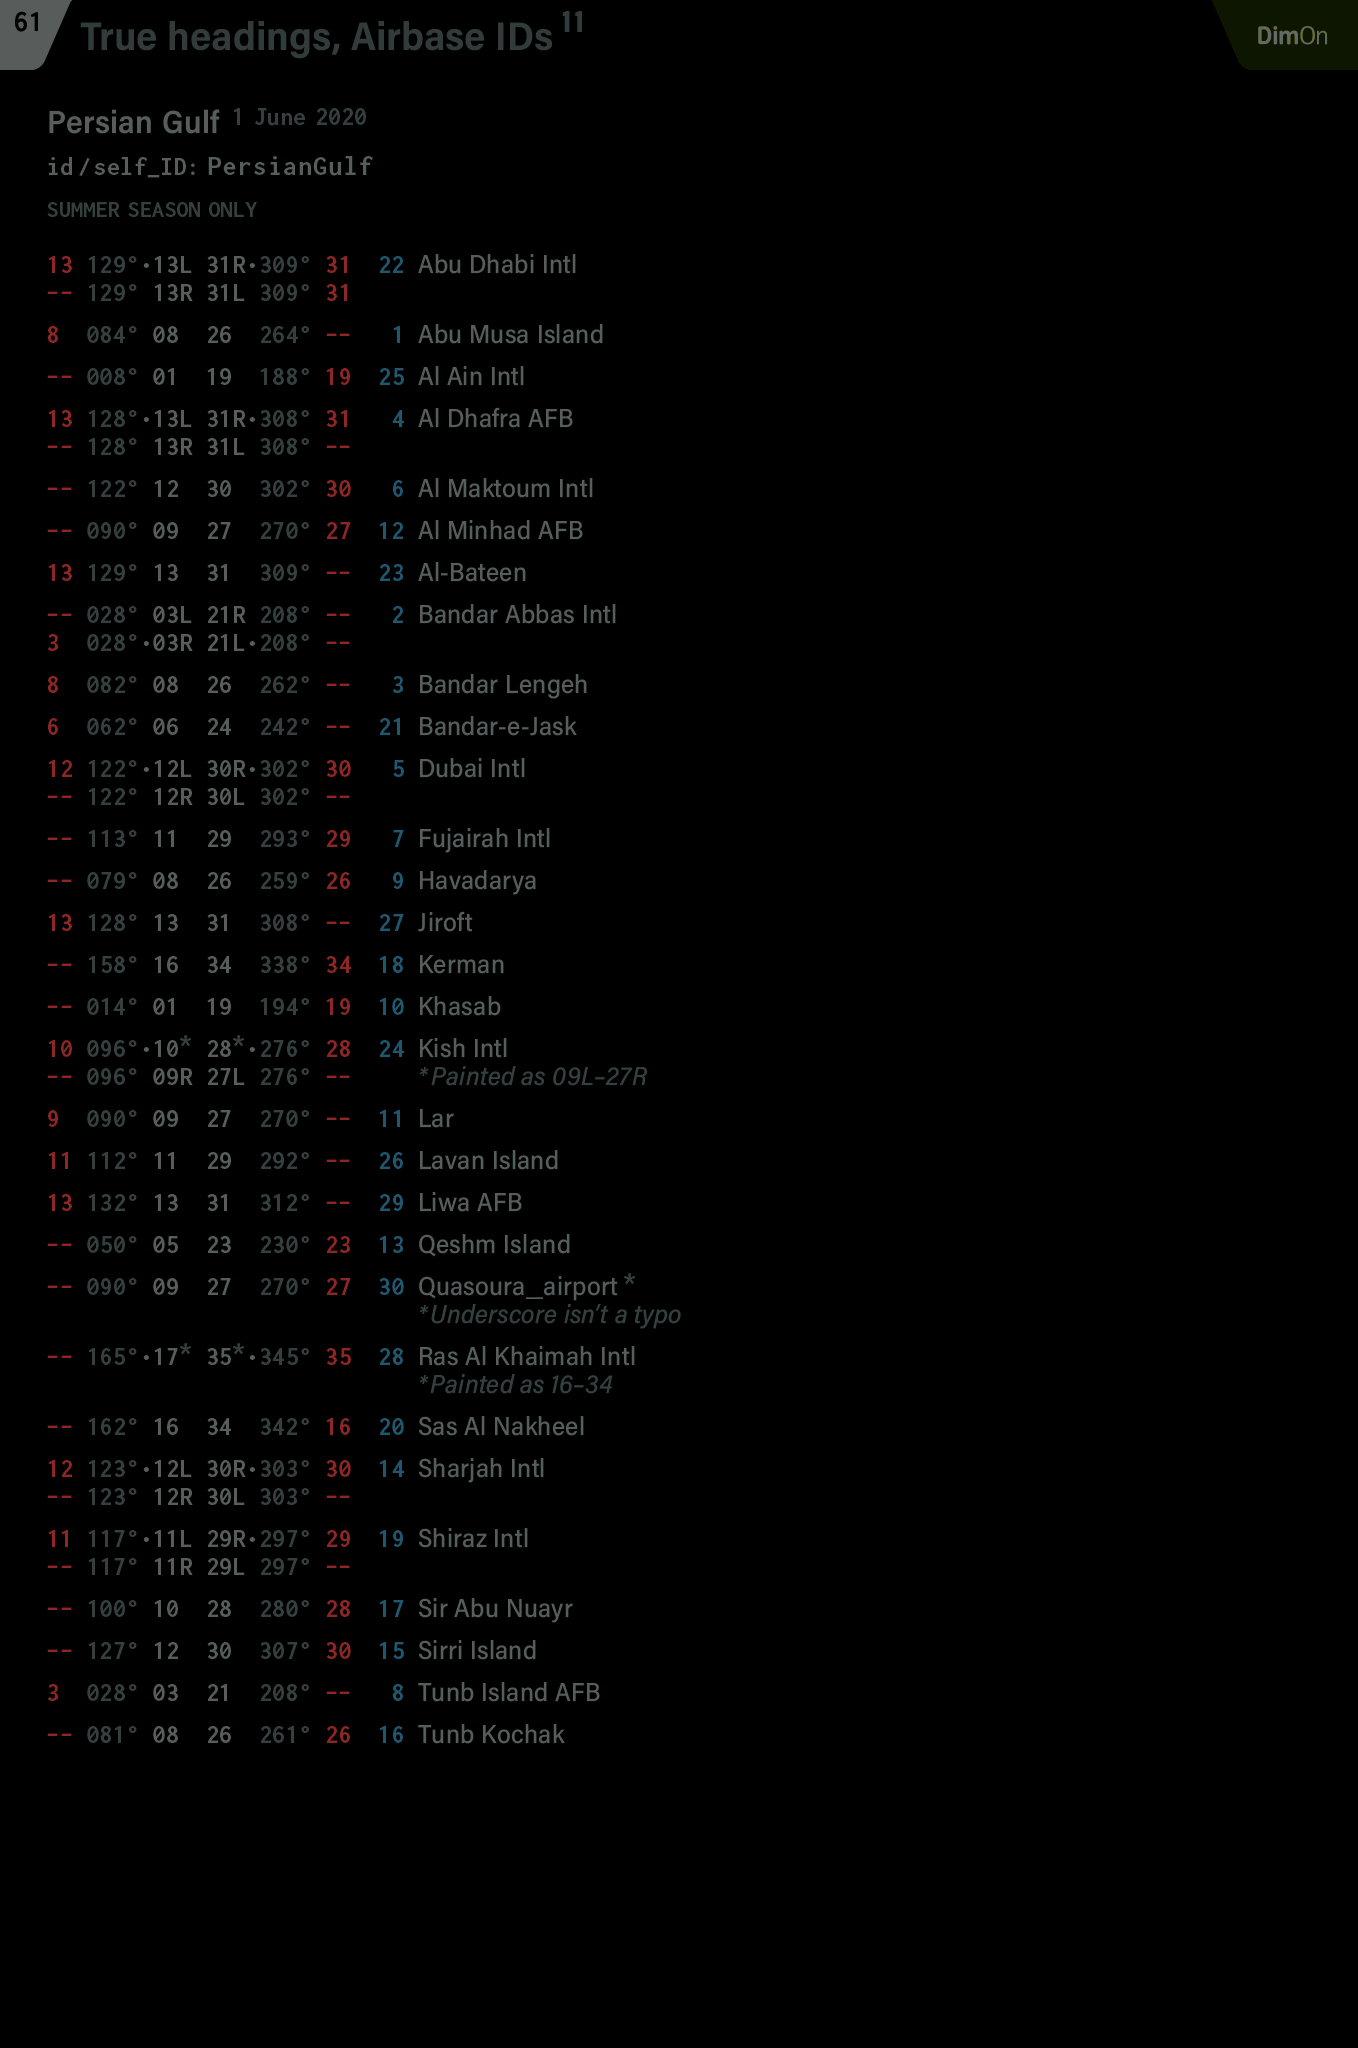 61 True headings, Airbase IDs 11 DimOn
Persian Gulf 1 June 2020
id/self_ID: PersianGulf
SUMMER SEASON ONLY
13 129°·13L 31R·309° 31 22 Abu Dhabi Intl
-- 129° 13R 31L 309° 31
8 084° 08 26 264° -- 1 Abu Musa Island
-- 008° 01 19 188° 19 25 Al Ain Intl
13 128°·13L 31R·308° 31 4 Al Dhafra AFB
-- 128° 13R 31L 308° --
-- 122° 12 30 302° 30 6 Al Maktoum Intl
-- 090° 09 27 270° 27 12 Al Minhad AFB
13 129° 13 31 309° -- 23 Al-Bateen
-- 028° 03L 21R 208° -- 2 Bandar Abbas Intl
3 028°·03R 21L·208° --
8 082° 08 26 262° -- 3 Bandar Lengeh
6 062° 06 24 242° -- 21 Bandar-e-Jask
12 122°·12L 30R·302° 30 5 Dubai Intl
-- 122° 12R 30L 302° --
-- 113° 11 29 293° 29 7 Fujairah Intl
-- 079° 08 26 259° 26 9 Havadarya
13 128° 13 31 308° -- 27 Jiroft
-- 158° 16 34 338° 34 18 Kerman
-- 014° 01 19 194° 19 10 Khasab
10 096°·10* 28*·276° 28 24 Kish Intl
-- 096° 09R 27L 276° -- *Painted as 09L–27R
9 090° 09 27 270° -- 11 Lar
11 112° 11 29 292° -- 26 Lavan Island
13 132° 13 31 312° -- 29 Liwa AFB
-- 050° 05 23 230° 23 13 Qeshm Island
-- 090° 09 27 270° 27 30 Quasoura_airport *
*Underscore isn’t a typo
-- 165°·17* 35*·345° 35 28 Ras Al Khaimah Intl
*Painted as 16–34
-- 162° 16 34 342° 16 20 Sas Al Nakheel
12 123°·12L 30R·303° 30 14 Sharjah Intl
-- 123° 12R 30L 303° --
11 117°·11L 29R·297° 29 19 Shiraz Intl
-- 117° 11R 29L 297° --
-- 100° 10 28 280° 28 17 Sir Abu Nuayr
-- 127° 12 30 307° 30 15 Sirri Island
3 028° 03 21 208° -- 8 Tunb Island AFB
-- 081° 08 26 261° 26 16 Tunb Kochak